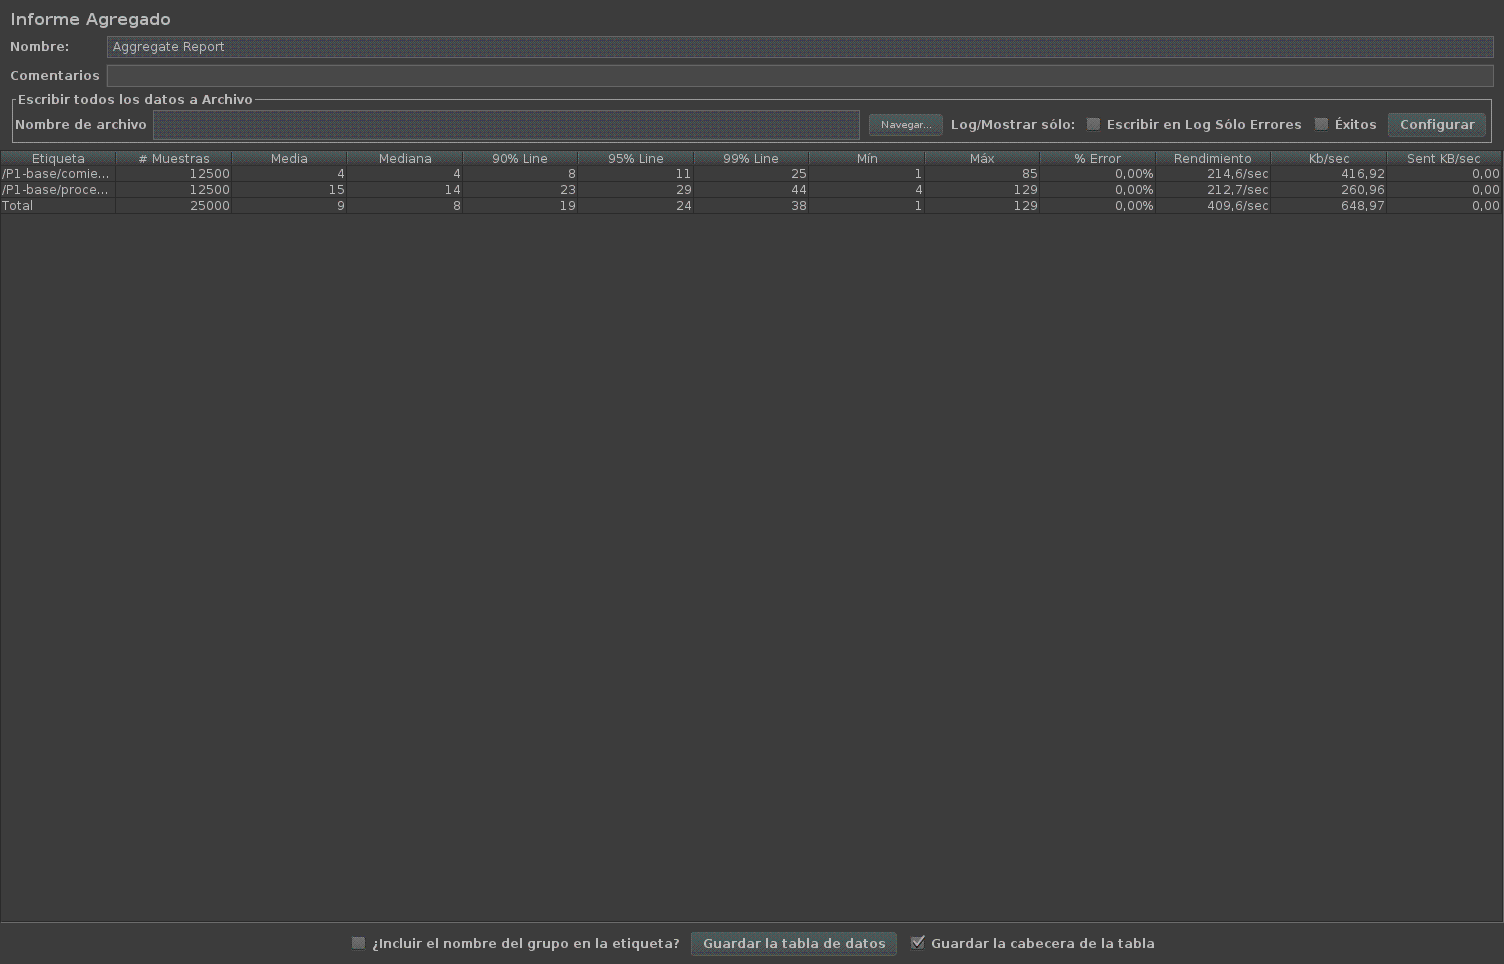 Informe Agregado
Nombre: Aggregate Report
Comentarios
Escribir todos los datos a Archivo
Nombre de archivo Navegar... Log/Mostrar sólo: Escribir en Log Sólo Errores Éxitos Configurar
Etiqueta # Muestras Media Mediana 90% Line 95% Line 99% Line Mín Máx % Error Rendimiento Kb/sec Sent KB/sec
/P1-base/comie... 12500 4 4 8 11 25 1 85 0,00% 214,6/sec 416,92 0,00
/P1-base/proce... 12500 15 14 23 29 44 4 129 0,00% 212,7/sec 260,96 0,00
Total 25000 9 8 19 24 38 1 129 0,00% 409,6/sec 648,97 0,00
¿Incluir el nombre del grupo en la etiqueta? Guardar la tabla de datos Guardar la cabecera de la tabla